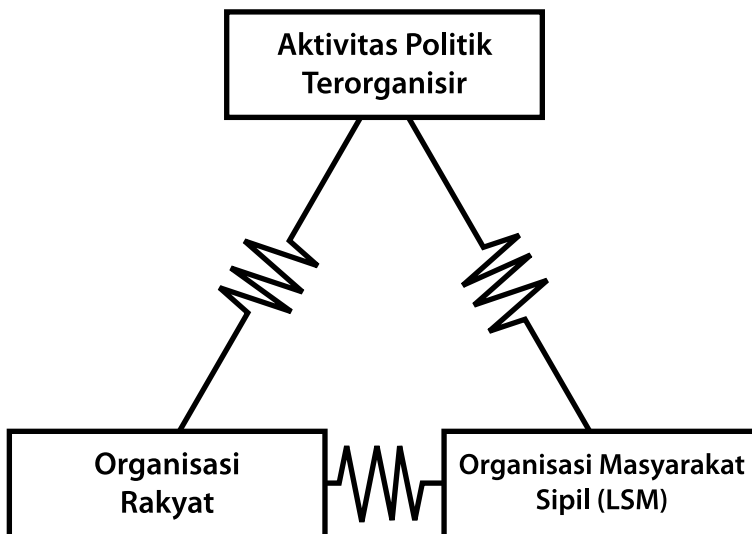 Aktivitas Politik
Terorganisir
Organisasi
Rakyat
Organisasi Masyarakat
Sipil (LSM)